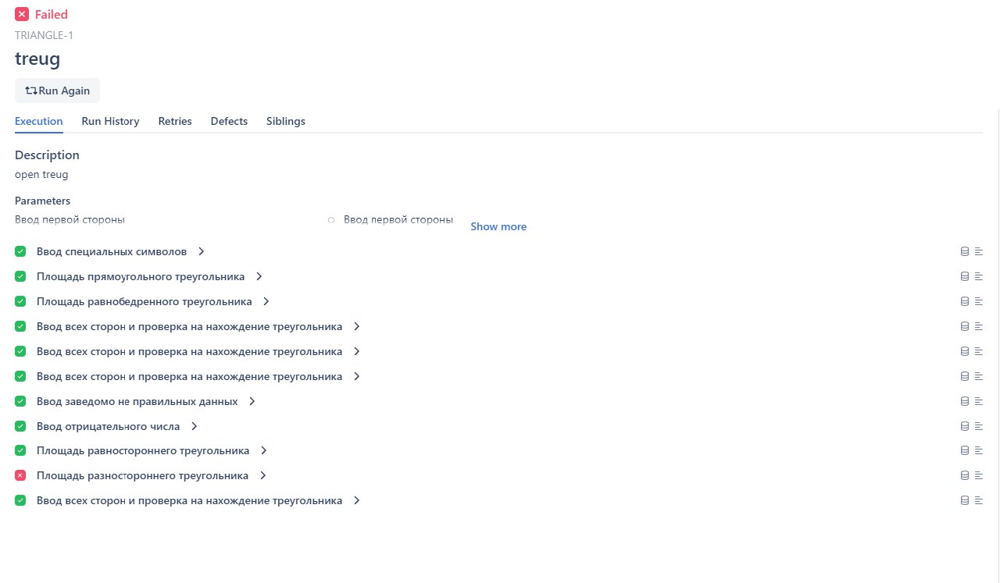 Failed
TRIANGLE-1
treug
Run Again
Execution Run History Retries Defects Siblings
Description
open treug
Parameters
Ввод первой стороны Ввод первой стороны Show more
Ввод специальных символов
Площадь прямоугольного треугольника
Площадь равнобедренного треугольника
Ввод всех сторон и проверка на нахождение треугольника
Ввод всех сторон и проверка на нахождение треугольника
Ввод всех сторон и проверка на нахождение треугольника
Ввод заведомо не правильных данных
Ввод отрицательного числа
Площадь равностороннего треугольника
Площадь разностороннего треугольника
Ввод всех сторон и проверка на нахождение треугольника